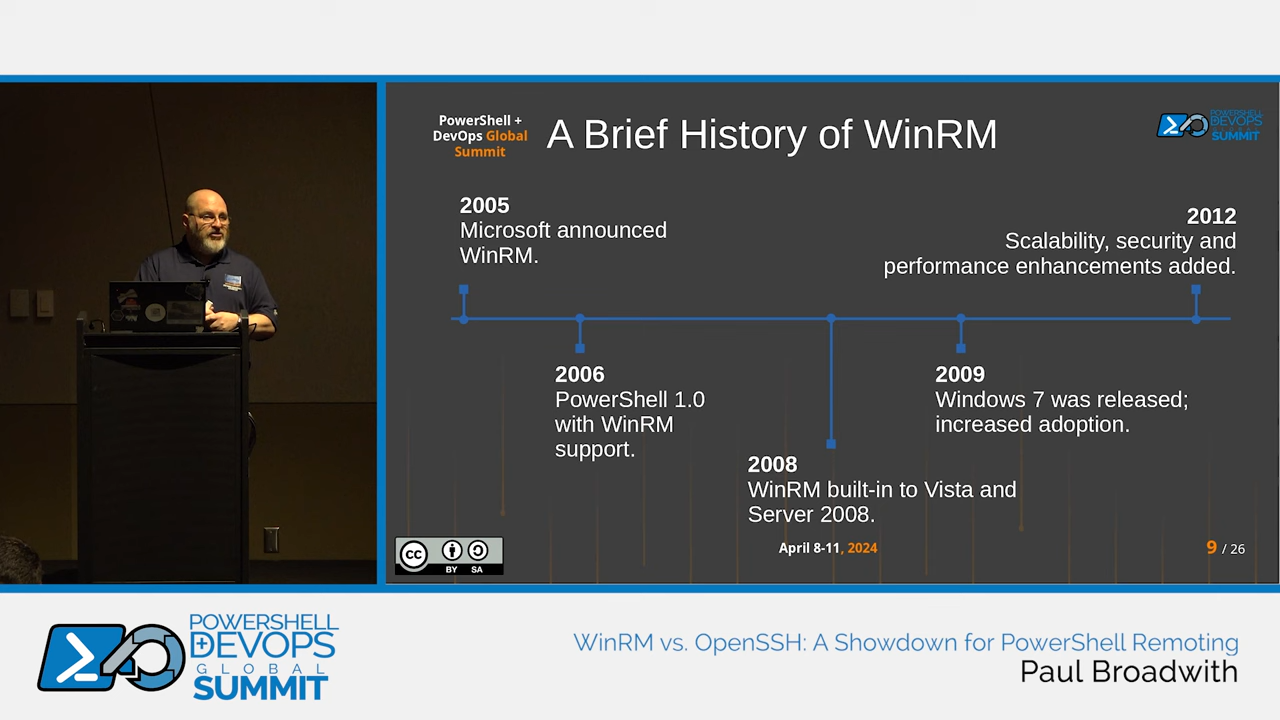 PowerShell +
DevOps Global
Summit
A Brief History of WinRM
POWERSHELL
DEVOPS
GLOBAL
SUMMIT
2005
Microsoft announced
WinRM.
2012
Scalability, security and
performance enhancements added.
2006
PowerShell 1.0
with WinRM
support.
2009
Windows 7 was released;
increased adoption.
2008
WinRM built-in to Vista and
Server 2008.
cc
BY SA
April 8-11, 2024
9 / 26
POWERSHELL
+DEVOPS
GLOBAL
SUMMIT
WinRM vs. OpenSSH: A Showdown for PowerShell Remoting
Paul Broadwith